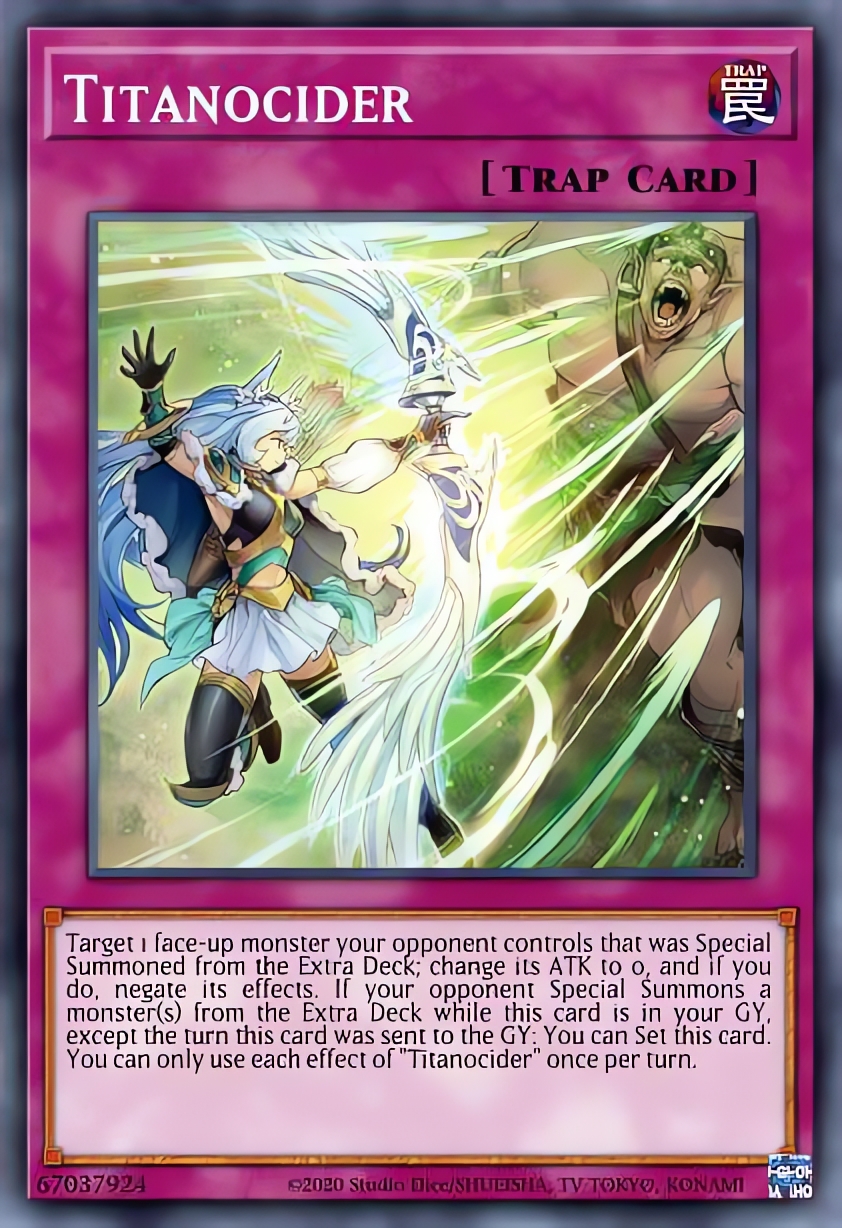 TITANOCIDER
TRAP
罠
[TRAP CARD]
Target 1 face-up monster your opponent controls that was Special
Summoned from the Extra Deck; change its ATK to 0, and if you
do, negate its effects. If your opponent Special Summons a
monster(s) from the Extra Deck while this card is in your GY,
except the turn this card was sent to the GY: You can Set this card.
You can only use each effect of "Titanocider" once per turn.
67037924
©2020 Studio Dice/SHUEISHA, TV TOKYO, KONAMI